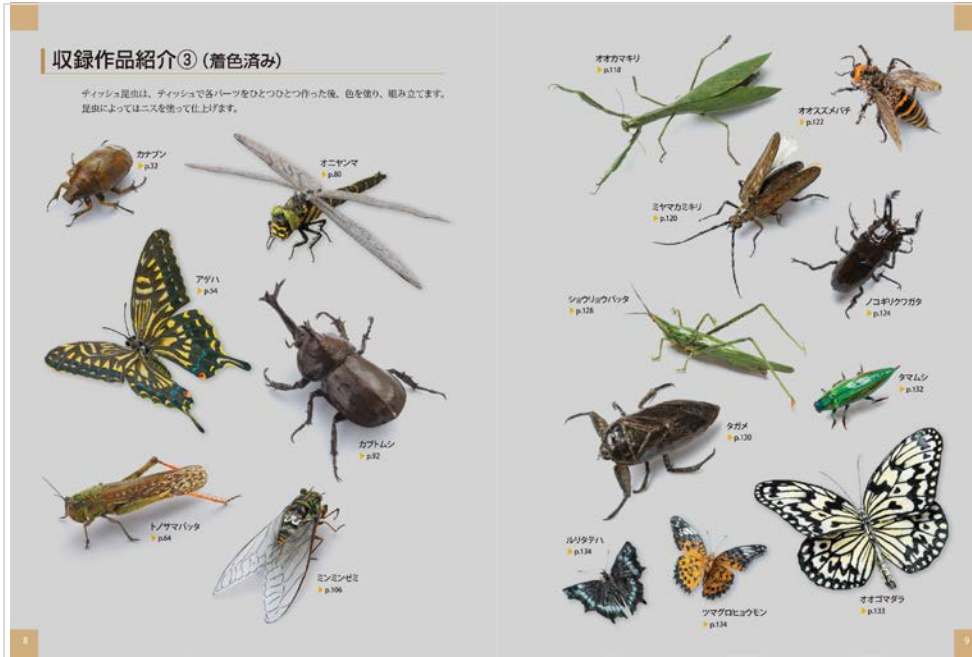 収録作品紹介③(着色済み)
ティッシュ昆虫は、ティッシュで各パーツをひとつひとつ作った後、色を塗り、組み立てます。
昆虫によってはニスを塗って仕上げます。
カナブン
▶p.32
オニヤンマ
▶p.80
アゲハ
▶p.54
カブトムシ
▶p.92
トノサマバッタ
▶p.64
ミンミンゼミ
▶p.106
8
オオカマキリ
▶p.118
オオスズメバチ
▶p.122
ミヤマカミキリ
▶p.120
ノコギリクワガタ
▶p.124
ショウリョウバッタ
▶p.128
タマムシ
▶p.132
タガメ
▶p.130
ルリタテハ
▶p.134
ツマグロヒョウモン
▶p.134
オオゴマダラ
▶p.133
9